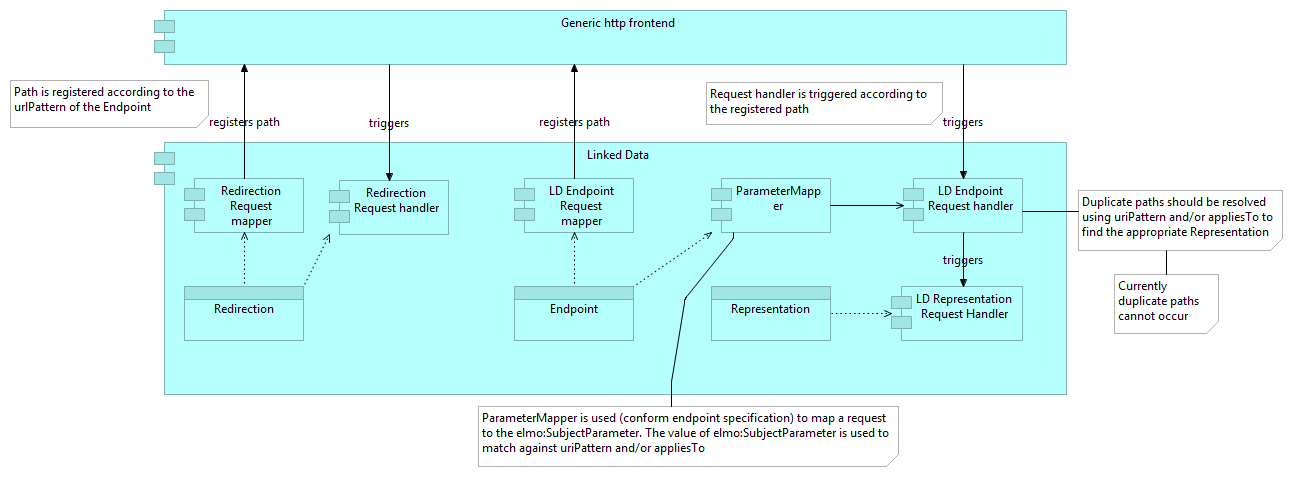 Generic http frontend
Path is registered according to the
urlPattern of the Endpoint
Request handler is triggered according to
the registered path
registers path
triggers
registers path
triggers
Linked Data
Redirection
Request
mapper
Redirection
Request handler
LD Endpoint
Request
mapper
ParameterMapp
er
LD Endpoint
Request handler
Duplicate paths should be resolved
using uriPattern and/or appliesTo to
find the appropriate Representation
triggers
Currently
duplicate paths
cannot occur
Redirection
Endpoint
Representation
LD Representation
Request Handler
ParameterMapper is used (conform endpoint specification) to map a request
to the elmo:SubjectParameter. The value of elmo:SubjectParameter is used to
match against uriPattern and/or appliesTo